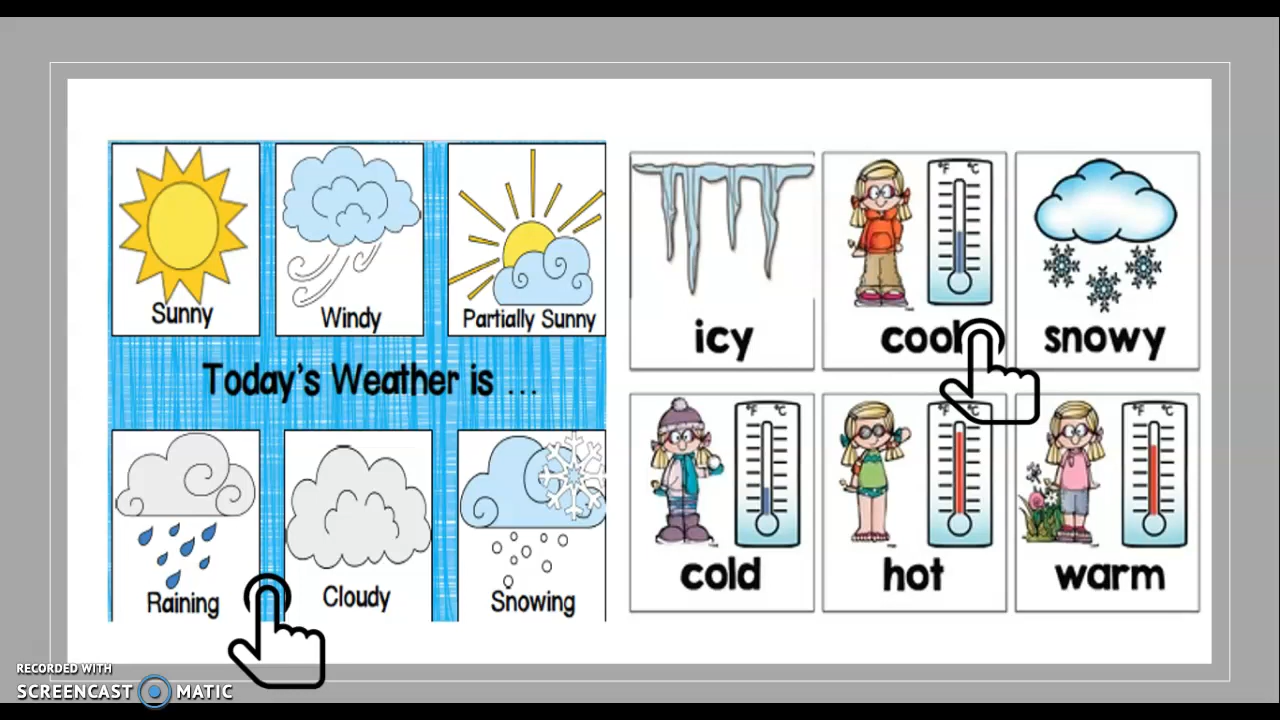 Sunny
Windy
Partially Sunny
Today's Weather is ...
Raining
Cloudy
Snowing
icy
°F °C
cool
snowy
°F °C
cold
°F °C
hot
°F °C
warm
RECORDED WITH
SCREENCAST MATIC